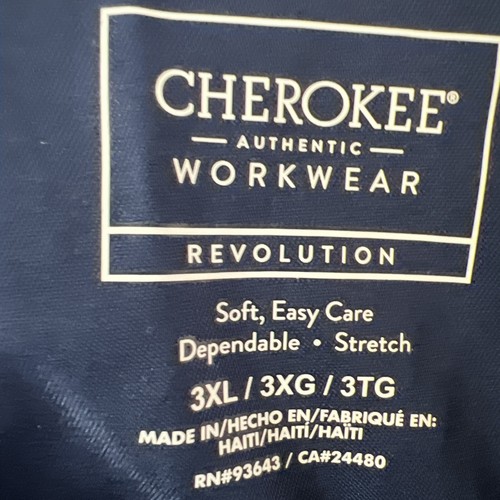 CHEROKEE®
AUTHENTIC
WORKWEAR
REVOLUTION
Soft, Easy Care
Dependable • Stretch
3XL / 3XG / 3TG
MADE IN/HECHO EN/FABRIQUÉ EN:
HAITI/HAITÍ/HAÏTI
RN#93643 / CA#24480